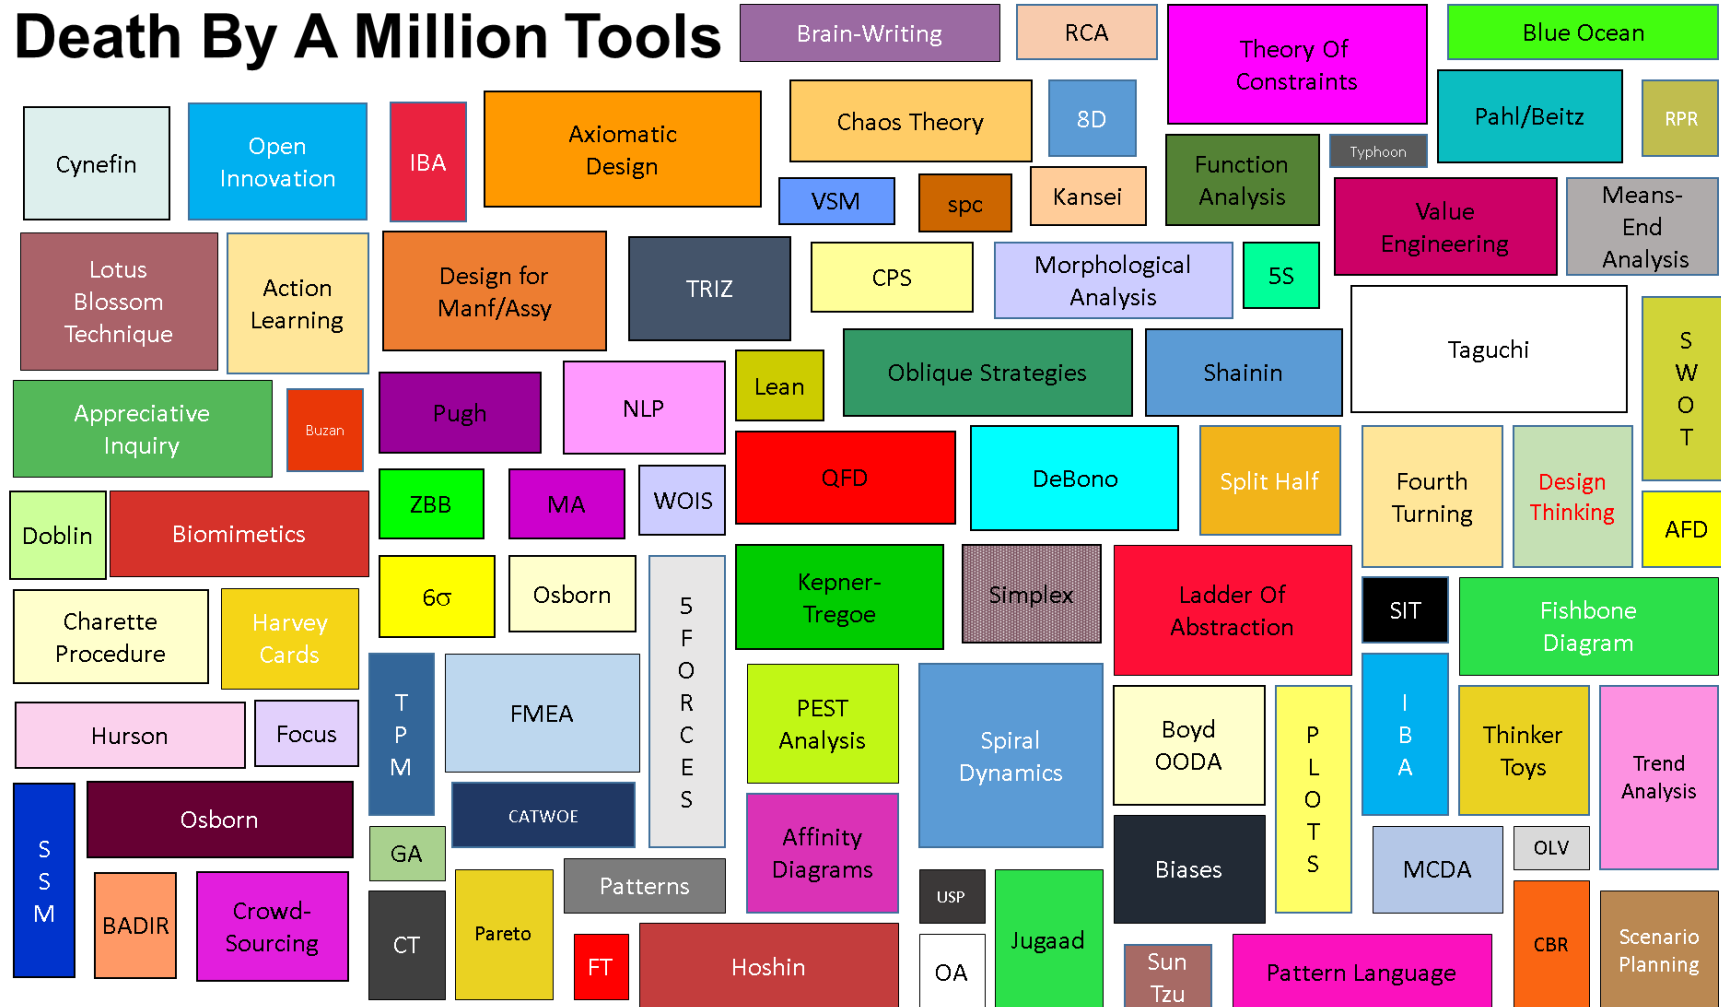 Death By A Million Tools
Brain-Writing
RCA
Theory Of
Constraints
Blue Ocean
Cynefin
Open
Innovation
IBA
Axiomatic
Design
Chaos Theory
8D
Pahl/Beitz
RPR
VSM
spc
Kansei
Function
Analysis
Typhoon
Value
Engineering
Means-
End
Analysis
Lotus
Blossom
Technique
Action
Learning
Design for
Manf/Assy
TRIZ
CPS
Morphological
Analysis
5S
Taguchi
S
W
O
T
Appreciative
Inquiry
Buzan
Pugh
NLP
Lean
Oblique Strategies
Shainin
Doblin
Biomimetics
ZBB
MA
WOIS
QFD
DeBono
Split Half
Fourth
Turning
Design
Thinking
AFD
Charette
Procedure
Harvey
Cards
6σ
Osborn
5
F
O
R
C
E
S
Kepner-
Tregoe
Simplex
Ladder Of
Abstraction
SIT
Fishbone
Diagram
Hurson
Focus
T
P
M
FMEA
PEST
Analysis
Spiral
Dynamics
Boyd
OODA
P
L
O
T
S
I
B
A
Thinker
Toys
Trend
Analysis
S
S
M
Osborn
CATWOE
GA
Affinity
Diagrams
Biases
MCDA
OLV
BADIR
Crowd-
Sourcing
CT
Pareto
Patterns
FT
Hoshin
USP
OA
Jugaad
Sun
Tzu
Pattern Language
CBR
Scenario
Planning